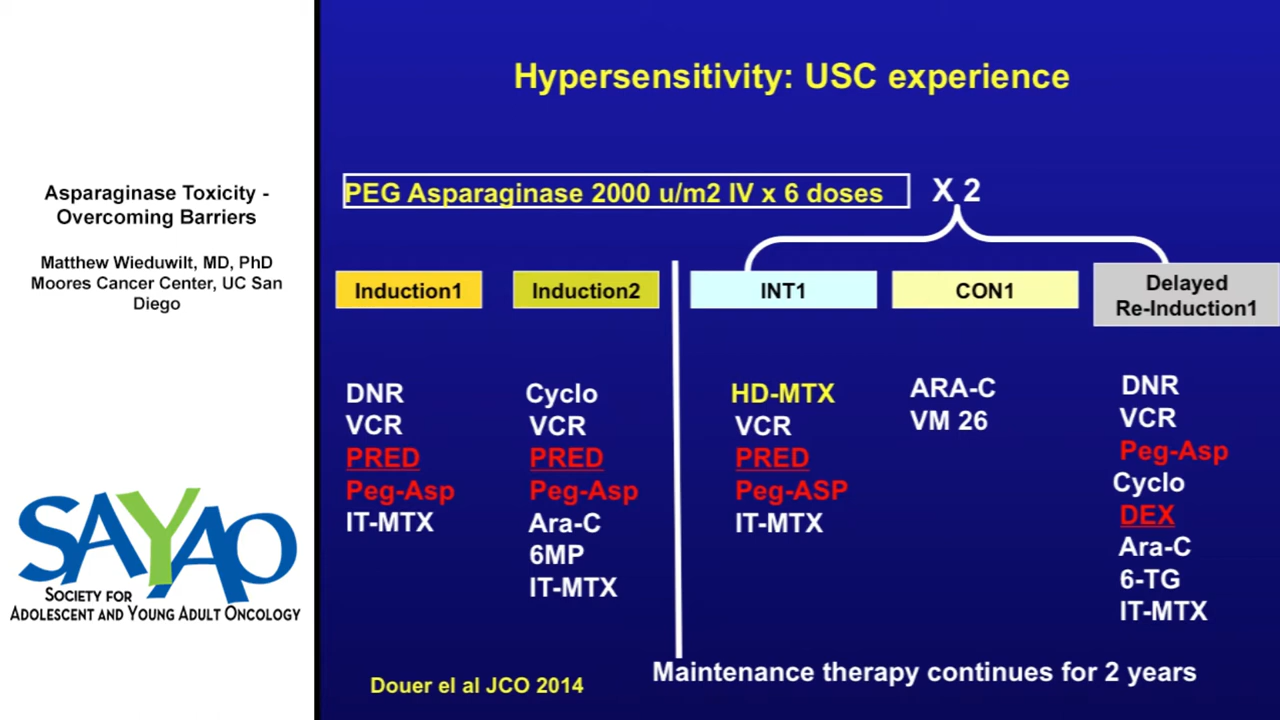 Asparaginase Toxicity -
Overcoming Barriers
Matthew Wieduwilt, MD, PhD
Moores Cancer Center, UC San
Diego
SAYAO
SOCIETY FOR
ADOLESCENT AND YOUNG ADULT ONCOLOGY
Hypersensitivity: USC experience
PEG Asparaginase 2000 u/m2 IV x 6 doses
X 2
Induction1
DNR
VCR
PRED
Peg-Asp
IT-MTX
Induction2
Cyclo
VCR
PRED
Peg-Asp
Ara-C
6MP
IT-MTX
INT1
HD-MTX
VCR
PRED
Peg-ASP
IT-MTX
CON1
ARA-C
VM 26
Delayed
Re-Induction1
DNR
VCR
Peg-Asp
Cyclo
DEX
Ara-C
6-TG
IT-MTX
Maintenance therapy continues for 2 years
Douer el al JCO 2014